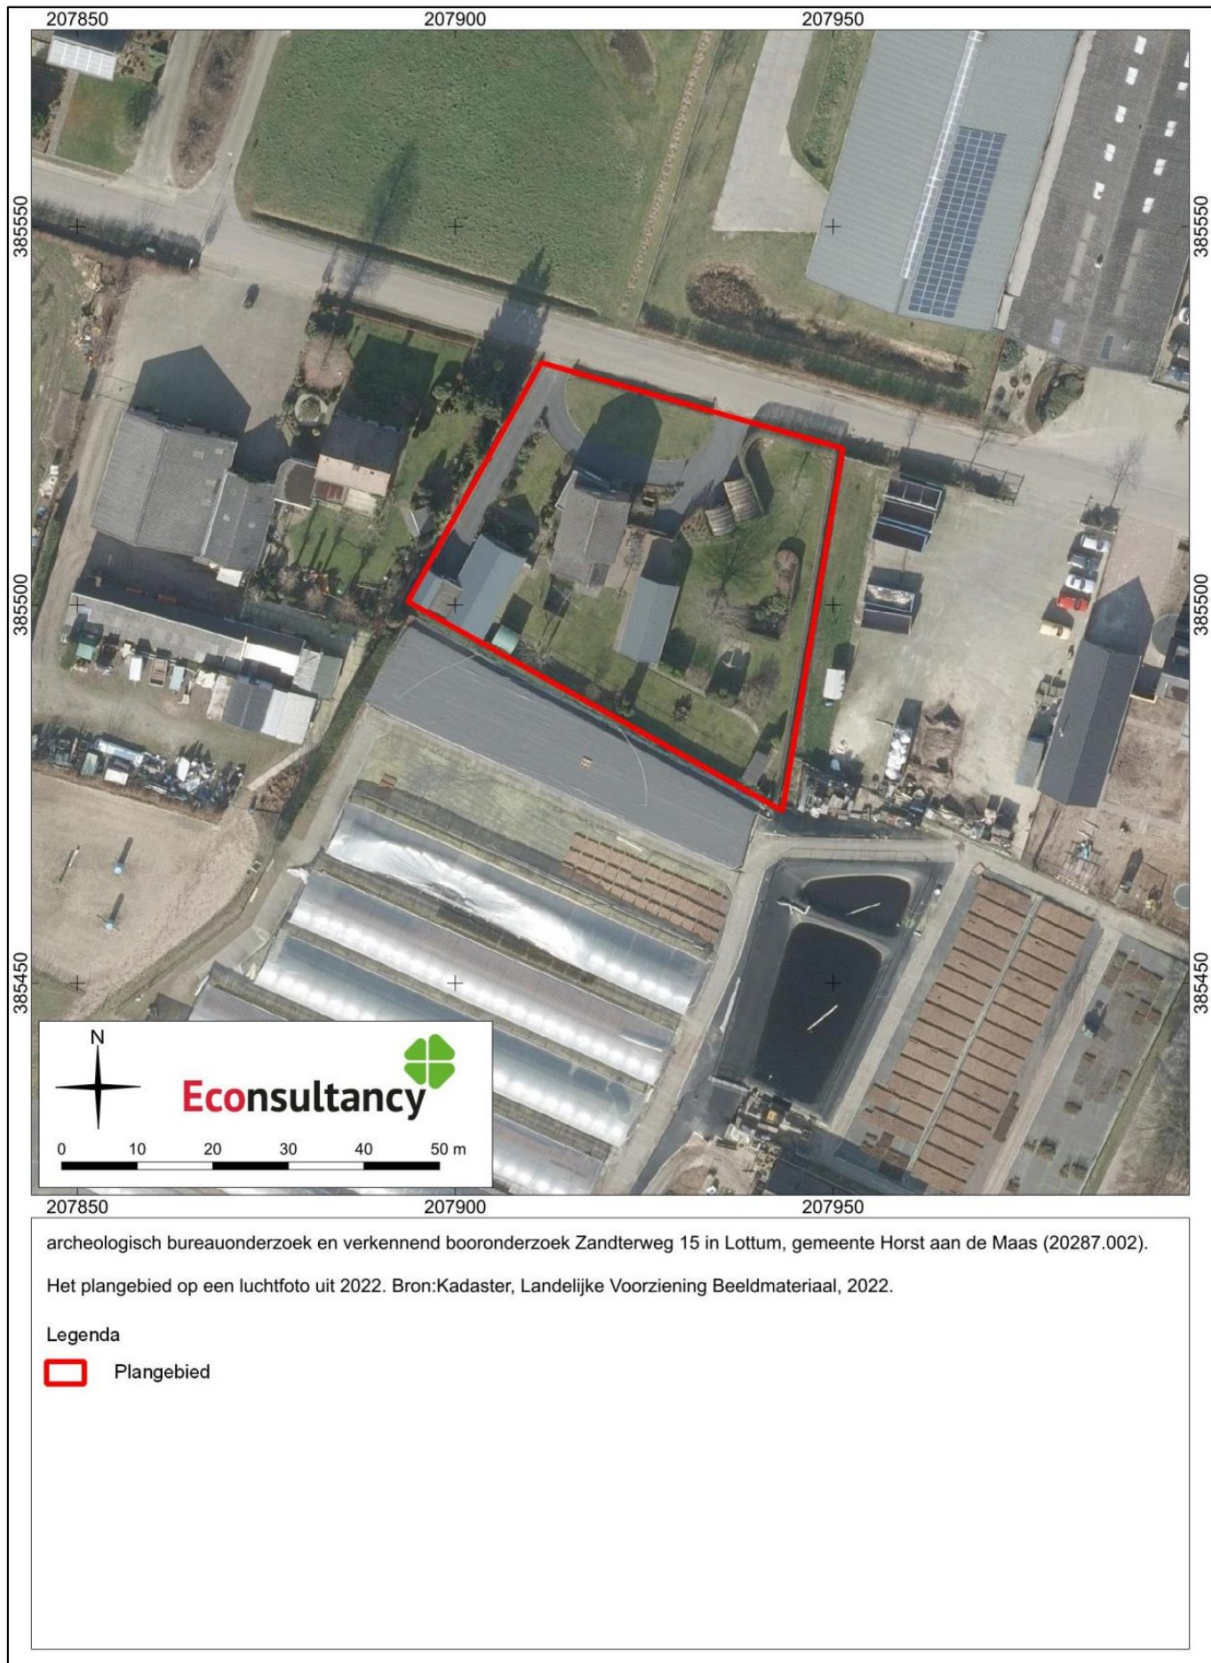 207850 207900 207950
385550 385550
385500 385500
385450 385450
N
Econsultancy
0 10 20 30 40 50 m
207850 207900 207950
archeologisch bureauonderzoek en verkennend booronderzoek Zandterweg 15 in Lottum, gemeente Horst aan de Maas (20287.002).
Het plangebied op een luchtfoto uit 2022. Bron:Kadaster, Landelijke Voorziening Beeldmateriaal, 2022.
Legenda
Plangebied